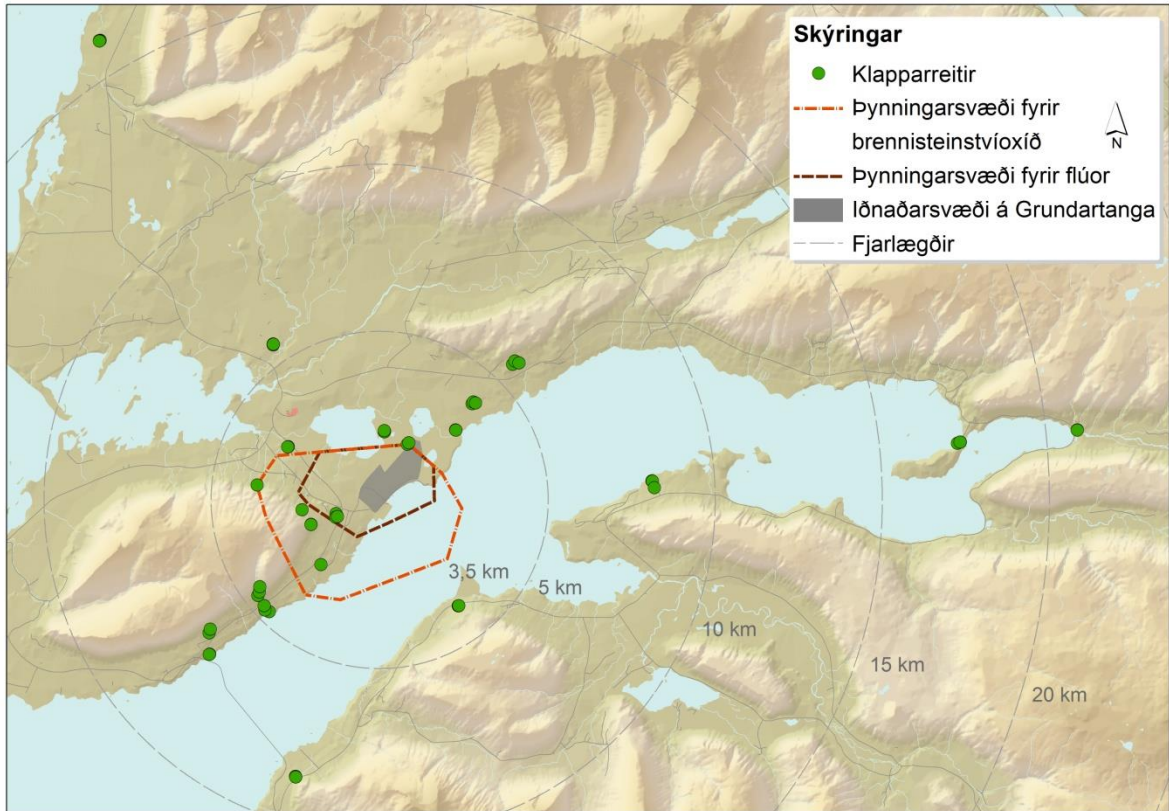 Skýringar
Klapparreitir
Þynningarsvæði fyrir
brennisteinstvíoxíð
Þynningarsvæði fyrir flúor
Iðnaðarsvæði á Grundartanga
Fjarlægðir
N
3,5 km
5 km
10 km
15 km
20 km